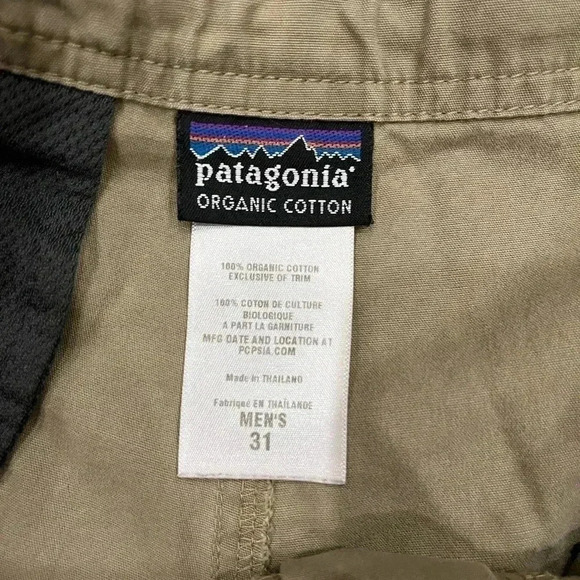 patagonia
ORGANIC COTTON
100% ORGANIC COTTON
EXCLUSIVE OF TRIM
100% COTON DE CULTURE
BIOLOGIQUE
A PART LA GARNITURE
MFG DATE AND LOCATION AT
PCPSIA.COM
Made in THAILAND
Fabriqué EN THAÏLANDE
MEN'S
31